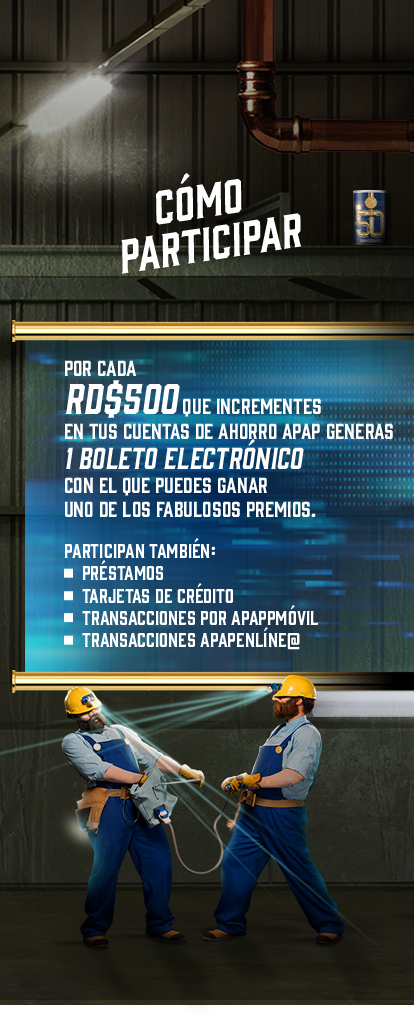 CÓMO
PARTICIPAR
50
POR CADA
RD$500 QUE INCREMENTES
EN TUS CUENTAS DE AHORRO APAP GENERAS
1 BOLETO ELECTRÓNICO
CON EL QUE PUEDES GANAR
UNO DE LOS FABULOSOS PREMIOS.
PARTICIPAN TAMBIÉN:
PRÉSTAMOS
TARJETAS DE CRÉDITO
TRANSACCIONES POR APAPPMÓVIL
TRANSACCIONES APAPENLÍNE@